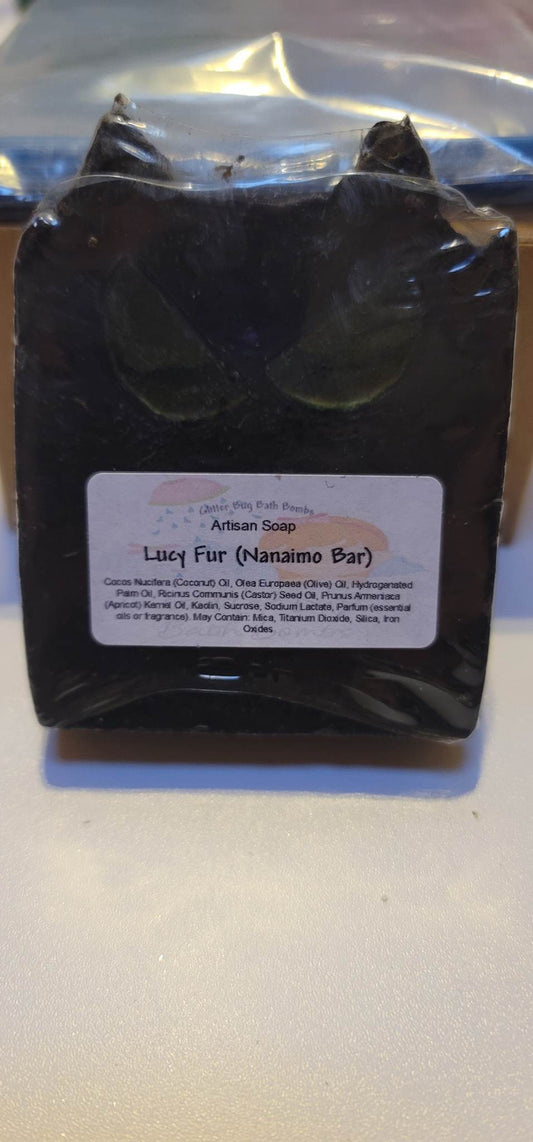 Glitter Bug Bath Bombs
Artisan Soap
Lucy Fur (Nanaimo Bar)
Cocos Nucifera (Coconut) Oil, Olea Europaea (Olive) Oil, Hydrogenated
Palm Oil, Ricinus Communis (Castor) Seed Oil, Prunus Armeniaca
(Apricot) Kernel Oil, Kaolin, Sucrose, Sodium Lactate, Parfum (essential
oils or fragrance). May Contain: Mica, Titanium Dioxide, Silica, Iron
Oxides